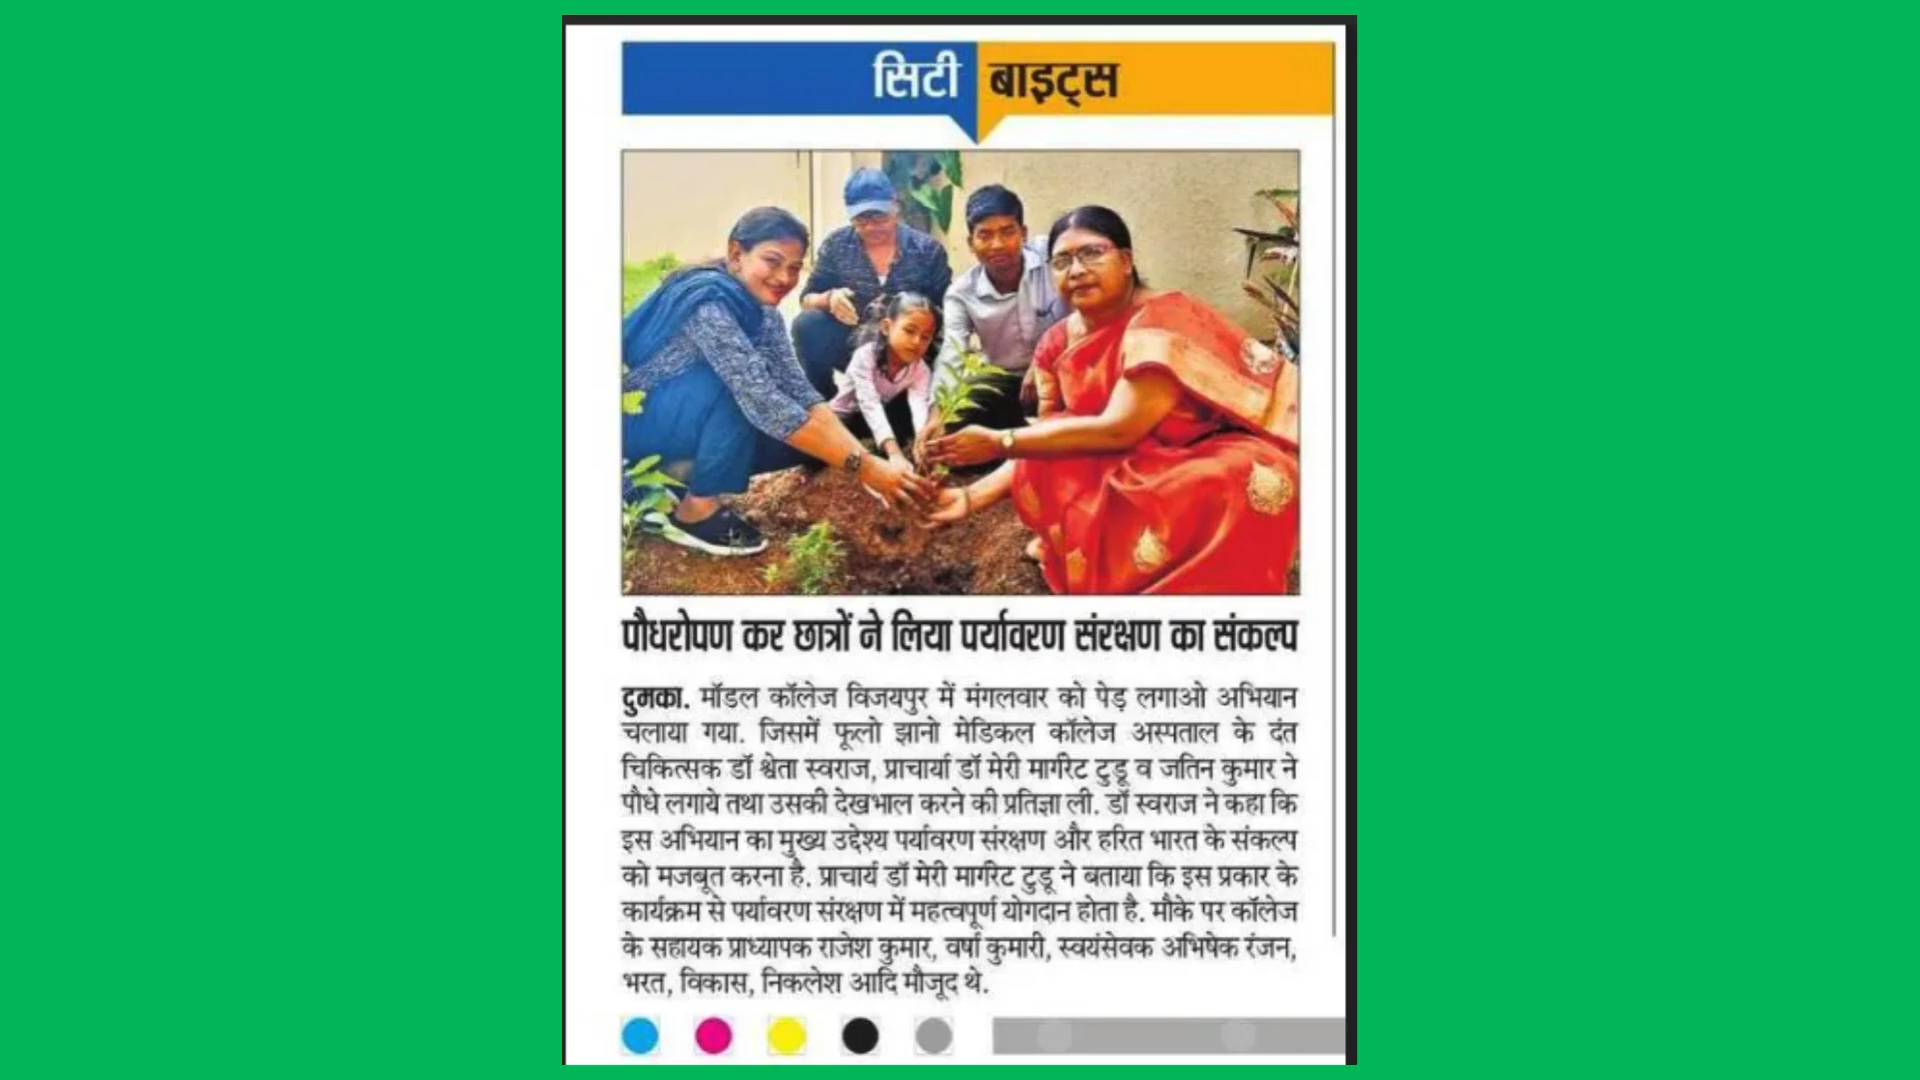 सिटी बाइट्स
पौधरोपण कर छात्रों ने लिया पर्यावरण संरक्षण का संकल्प
दुमका. मॉडल कॉलेज विजयपुर में मंगलवार को पेड़ लगाओ अभियान
चलाया गया. जिसमें फूलो झानो मेडिकल कॉलेज अस्पताल के दंत
चिकित्सक डॉ श्वेता स्वराज, प्राचार्या डॉ मेरी मार्गरेट टुडू व जतिन कुमार ने
पौधे लगाये तथा उसकी देखभाल करने की प्रतिज्ञा ली. डॉ स्वराज ने कहा कि
इस अभियान का मुख्य उद्देश्य पर्यावरण संरक्षण और हरित भारत के संकल्प
को मजबूत करना है. प्राचार्य डॉ मेरी मार्गरेट टुडू ने बताया कि इस प्रकार के
कार्यक्रम से पर्यावरण संरक्षण में महत्वपूर्ण योगदान होता है. मौके पर कॉलेज
के सहायक प्राध्यापक राजेश कुमार, वर्षा कुमारी, स्वयंसेवक अभिषेक रंजन,
भरत, विकास, निकलेश आदि मौजूद थे.